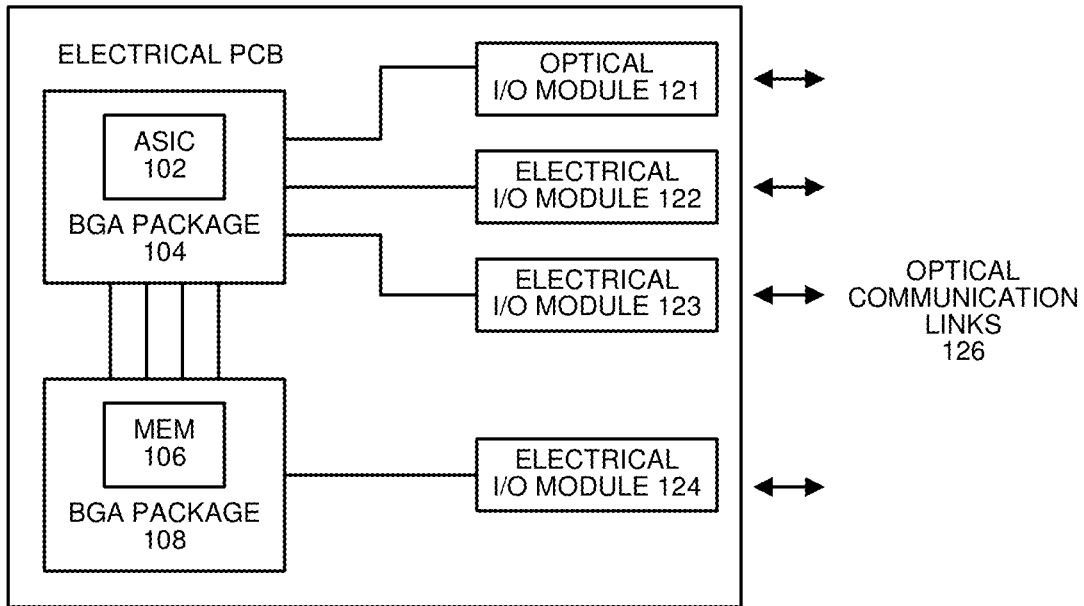 ELECTRICAL PCB
ASIC
102
BGA PACKAGE
104
MEM
106
BGA PACKAGE
108
OPTICAL
I/O MODULE 121
ELECTRICAL
I/O MODULE 122
ELECTRICAL
I/O MODULE 123
ELECTRICAL
I/O MODULE 124
OPTICAL
COMMUNICATION
LINKS
126